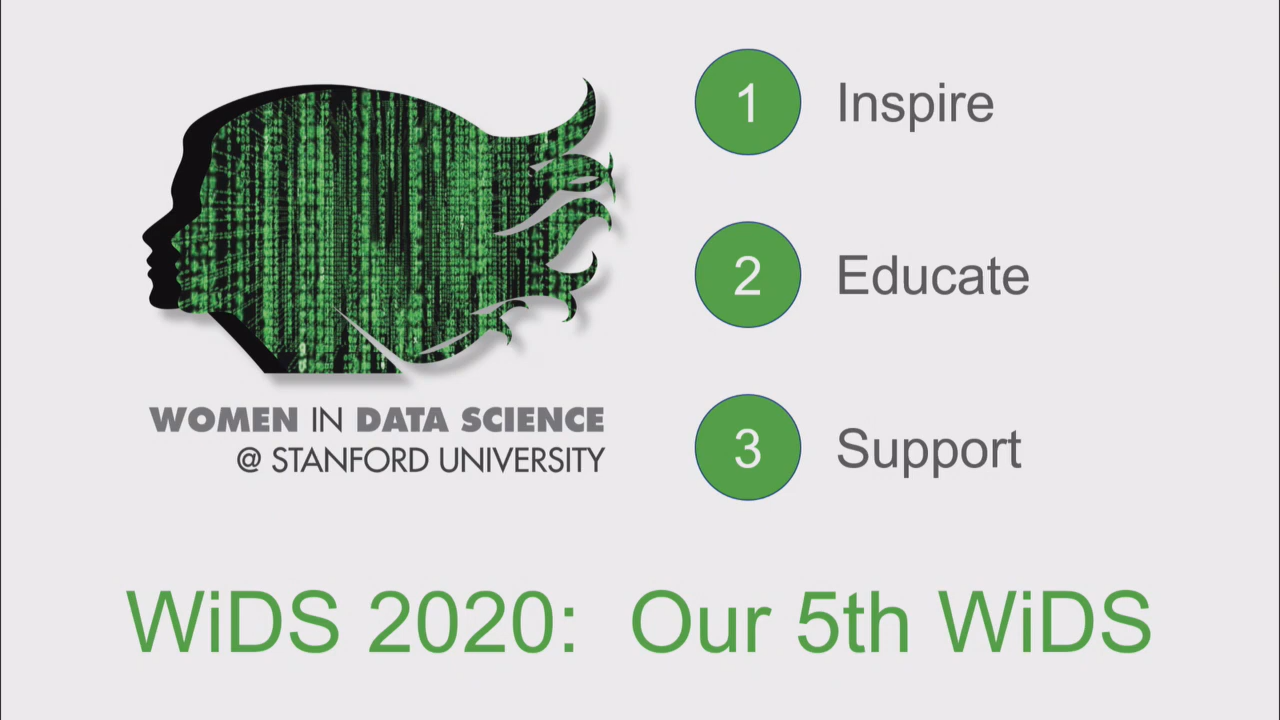 1 Inspire
2 Educate
3 Support
WOMEN IN DATA SCIENCE
@ STANFORD UNIVERSITY
WiDS 2020: Our 5th WiDS